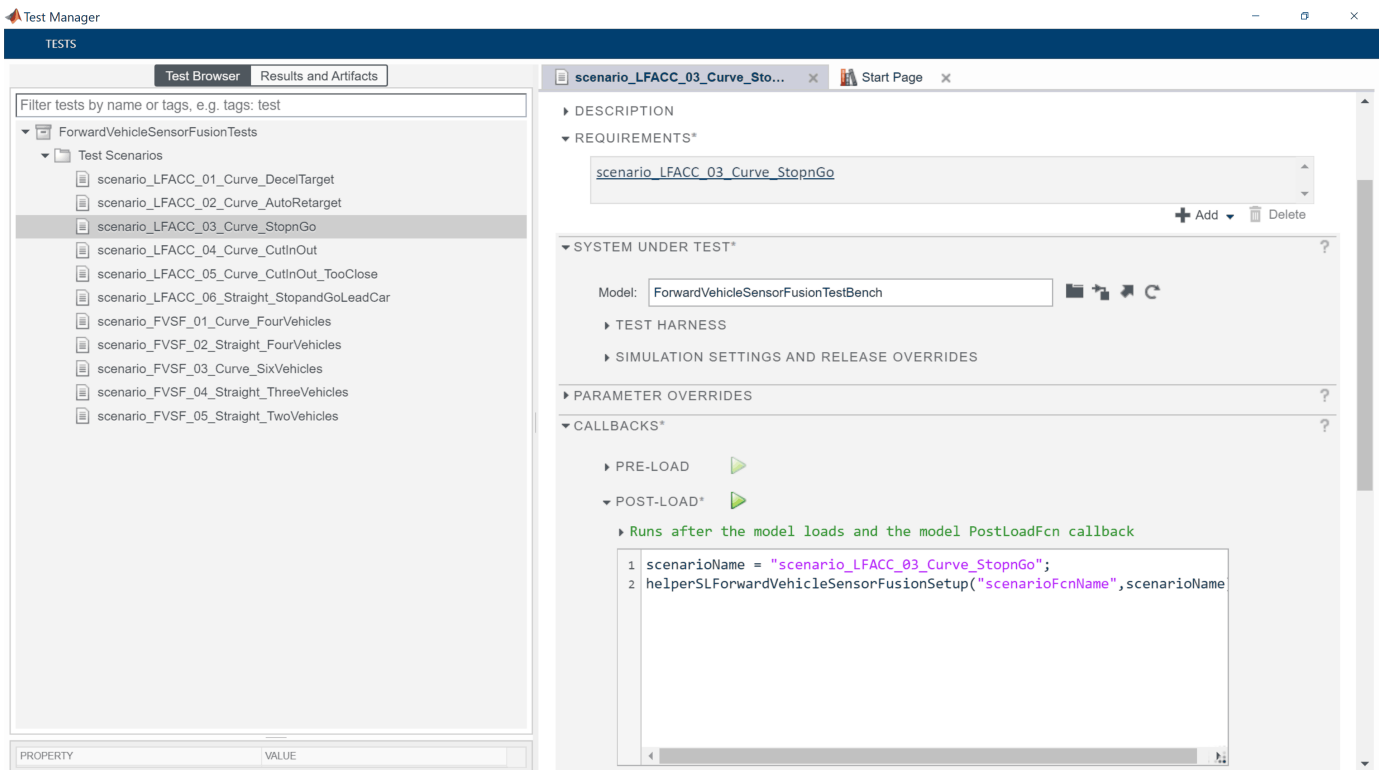 Test Manager
TESTS
Test Browser
Results and Artifacts
Filter tests by name or tags, e.g. tags: test
ForwardVehicleSensorFusionTests
Test Scenarios
scenario_LFACC_01_Curve_DecelTarget
scenario_LFACC_02_Curve_AutoRetarget
scenario_LFACC_03_Curve_StopnGo
scenario_LFACC_04_Curve_CutInOut
scenario_LFACC_05_Curve_CutInOut_TooClose
scenario_LFACC_06_Straight_StopandGoLeadCar
scenario_FVSF_01_Curve_FourVehicles
scenario_FVSF_02_Straight_FourVehicles
scenario_FVSF_03_Curve_SixVehicles
scenario_FVSF_04_Straight_ThreeVehicles
scenario_FVSF_05_Straight_TwoVehicles
PROPERTY VALUE
scenario_LFACC_03_Curve_Sto...
Start Page
DESCRIPTION
REQUIREMENTS*
scenario_LFACC_03_Curve_StopnGo
Add Delete
SYSTEM UNDER TEST* ?
Model: ForwardVehicleSensorFusionTestBench
TEST HARNESS
SIMULATION SETTINGS AND RELEASE OVERRIDES
PARAMETER OVERRIDES ?
CALLBACKS* ?
PRE-LOAD
POST-LOAD*
Runs after the model loads and the model PostLoadFcn callback
1 scenarioName = "scenario_LFACC_03_Curve_StopnGo";
2 helperSLForwardVehicleSensorFusionSetup("scenarioFcnName",scenarioName